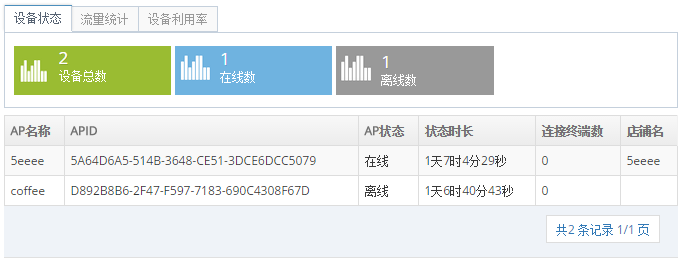 设备状态 流量统计 设备利用率
2 1 1
设备总数 在线数 离线数
AP名称 APID AP状态 状态时长 连接终端数 店铺名
5eeee 5A64D6A5-514B-3648-CE51-3DCE6DCC5079 在线 1天7时4分29秒 0 5eeee
coffee D892B8B6-2F47-F597-7183-690C4308F67D 离线 1天6时40分43秒 0
共2 条记录 1/1 页